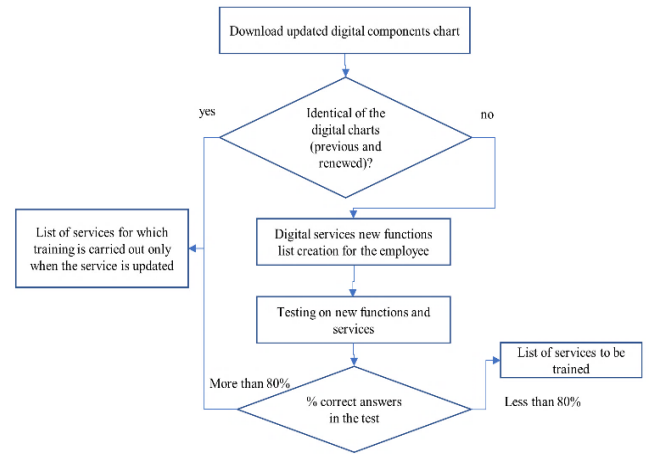 Download updated digital components chart
yes
Identical of the
digital charts
(previous and
renewed)?
no
List of services for which
training is carried out only
when the service is updated
Digital services new functions
list creation for the employee
Testing on new functions and
services
List of services to be
trained
More than 80%
% correct answers
in the test
Less than 80%